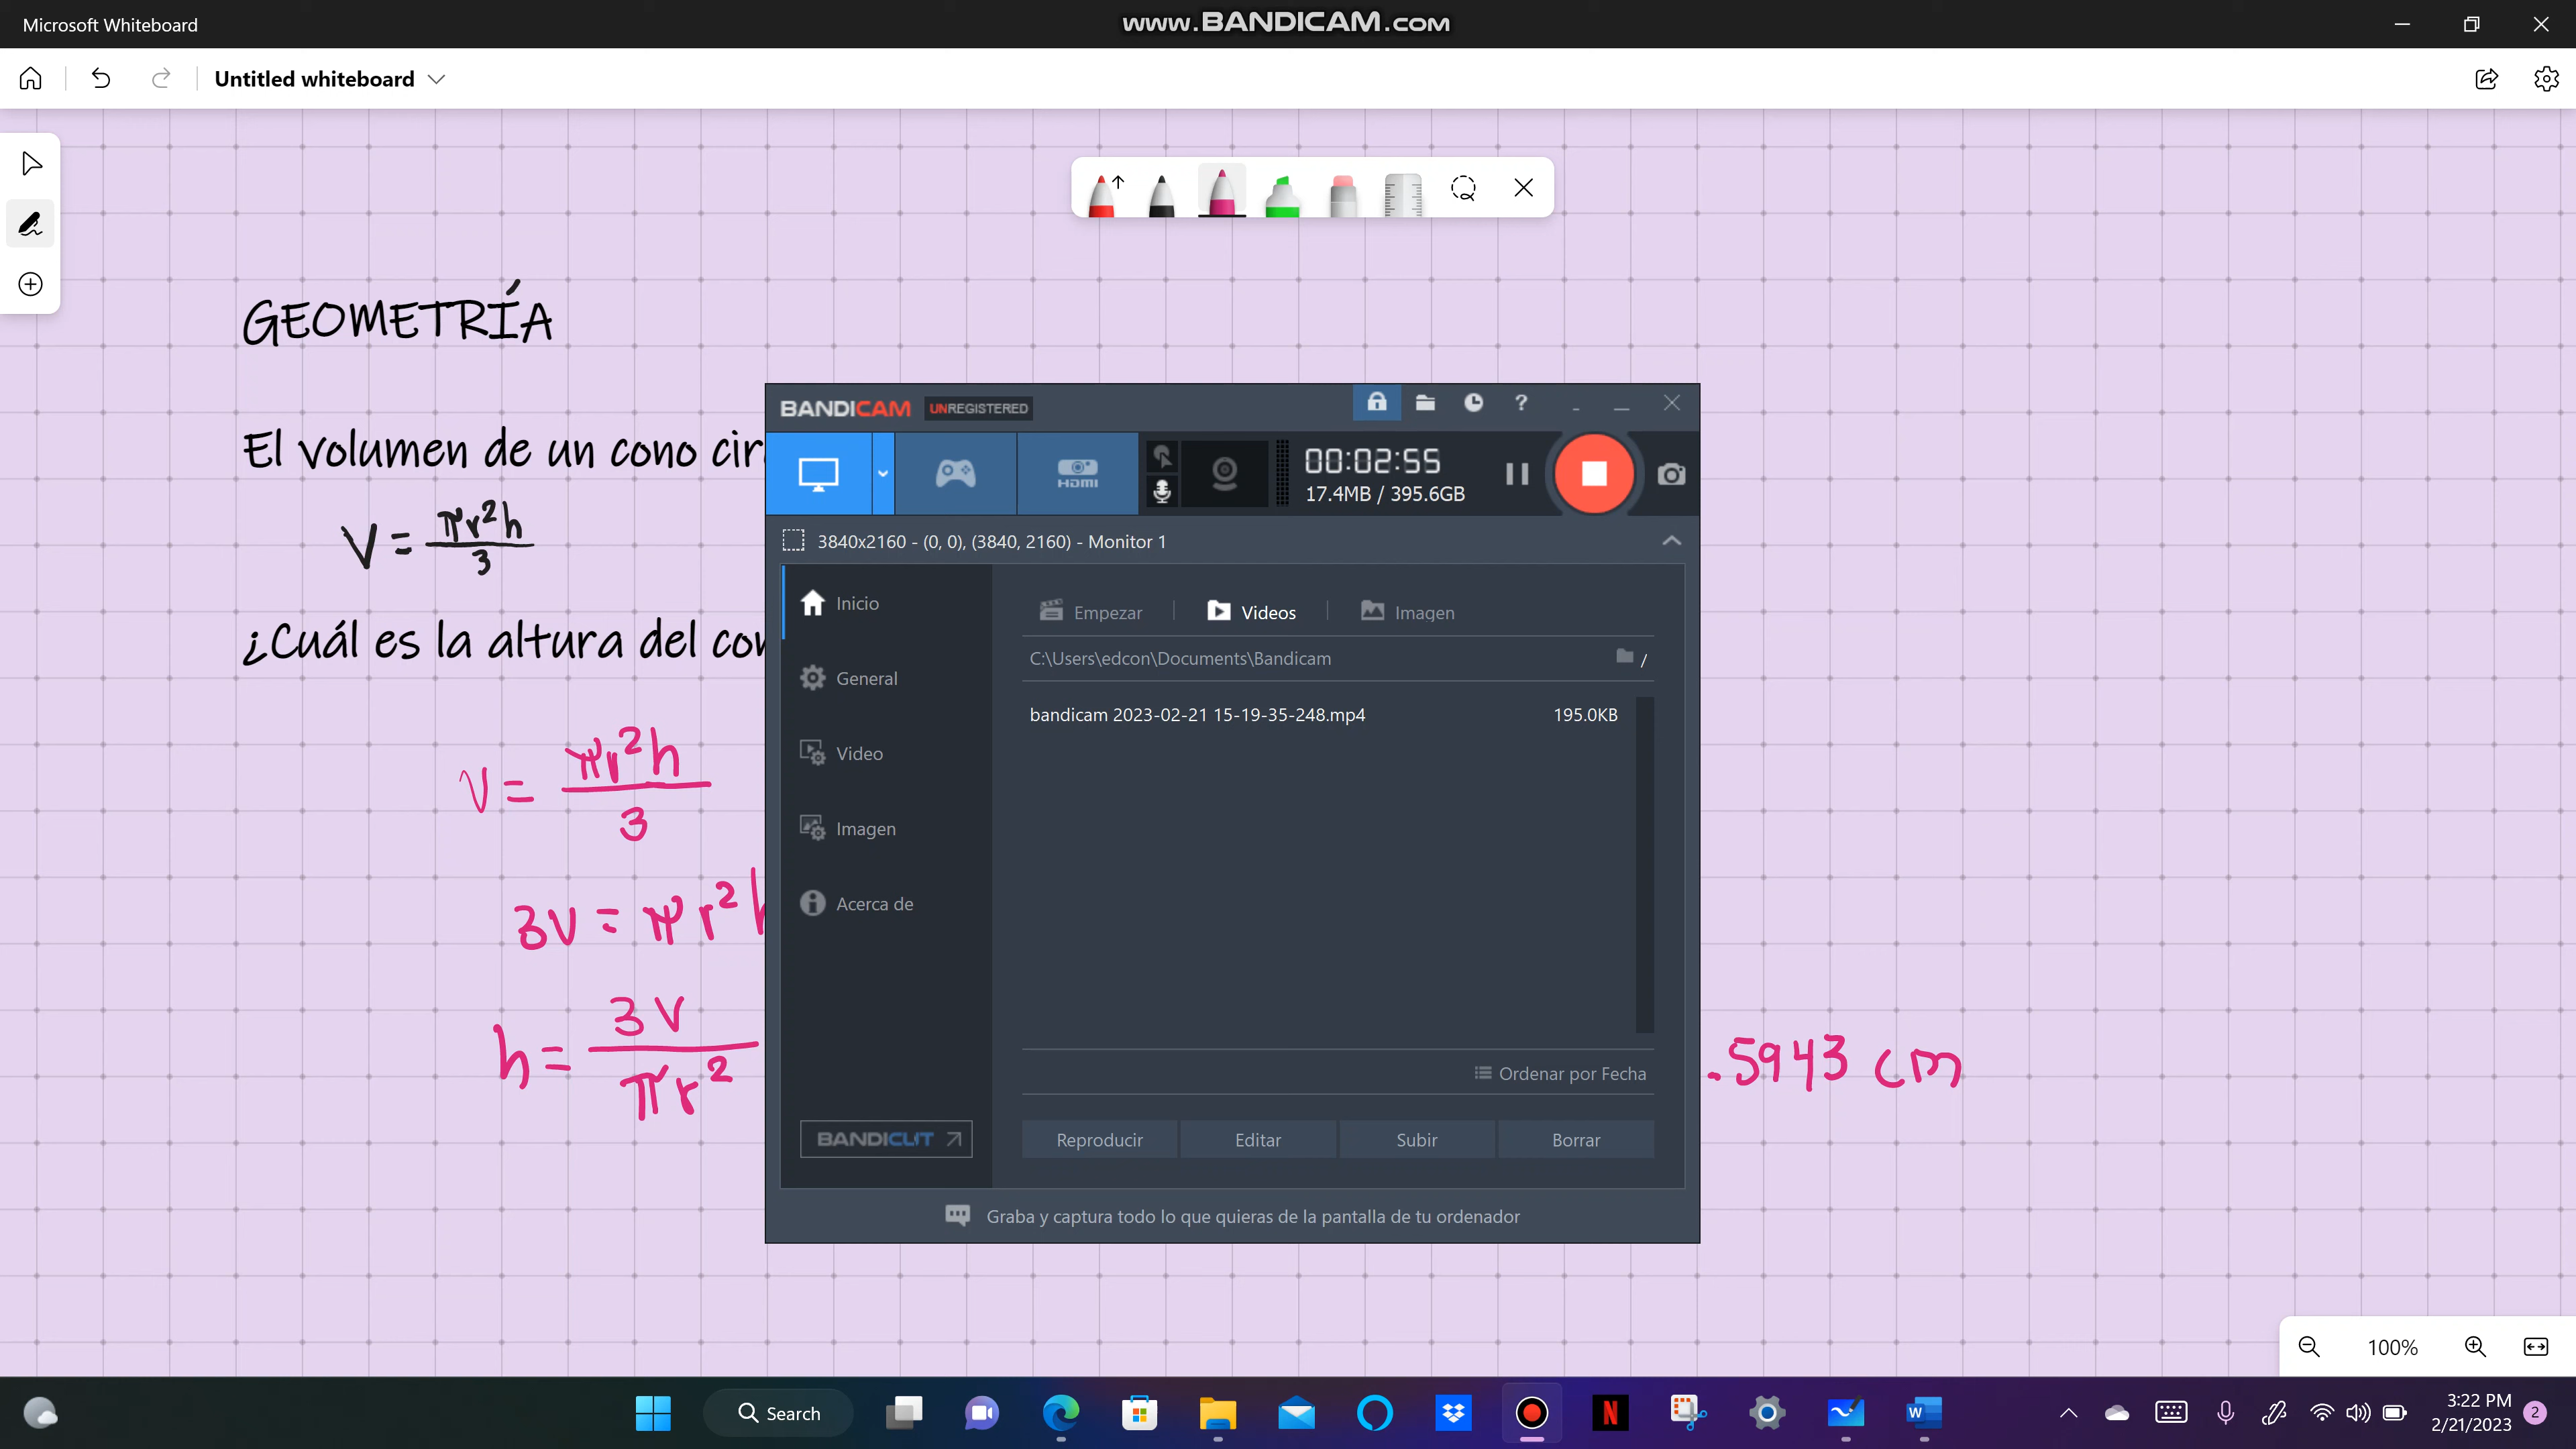 Microsoft Whiteboard
www.BANDICAM.com
Untitled whiteboard
GEOMETRÍA
El volumen de un cono cir
V = πr²h / 3
¿Cuál es la altura del co
V = πr²h / 3
3V = πr²h
h = 3V / πr²
.5943 cm
BANDICAM UNREGISTERED
?
HDMI
00:02:55
17.4MB / 395.6GB
3840x2160 - (0, 0), (3840, 2160) - Monitor 1
Inicio
General
Video
Imagen
Acerca de
BANDICUT
Empezar
Videos
Imagen
C:\Users\edcon\Documents\Bandicam
/
bandicam 2023-02-21 15-19-35-248.mp4 195.0KB
Ordenar por Fecha
Reproducir
Editar
Subir
Borrar
Graba y captura todo lo que quieras de la pantalla de tu ordenador
100%
Search
N
W
3:22 PM
2/21/2023
2